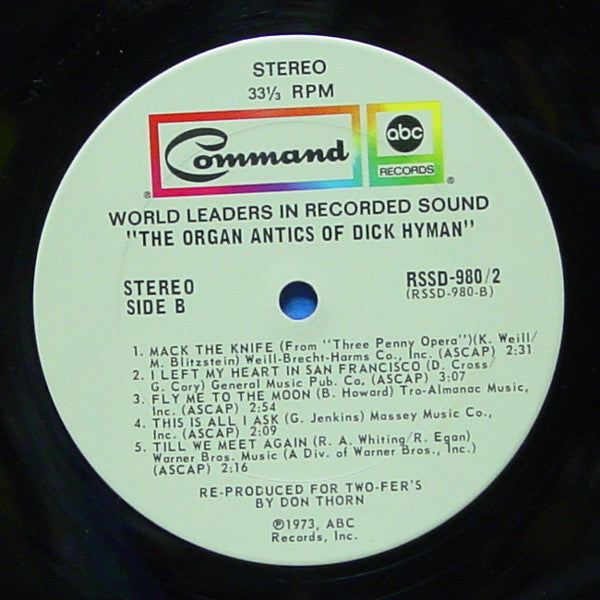 STEREO
33⅓ RPM
Command abc
RECORDS
® ®
WORLD LEADERS IN RECORDED SOUND
"THE ORGAN ANTICS OF DICK HYMAN"
STEREO RSSD-980/2
SIDE B (RSSD-980-B)
1. MACK THE KNIFE (From "Three Penny Opera")(K. Weill/
M. Blitzstein) Weill-Brecht-Harms Co., Inc. (ASCAP) 2:31
2. I LEFT MY HEART IN SAN FRANCISCO (D. Cross/
G. Cory) General Music Pub. Co. (ASCAP) 3:07
3. FLY ME TO THE MOON (B. Howard) Tro-Almanac Music,
Inc. (ASCAP) 2:54
4. THIS IS ALL I ASK (G. Jenkins) Massey Music Co.,
Inc. (ASCAP) 2:09
5. TILL WE MEET AGAIN (R. A. Whiting/R. Egan)
Warner Bros. Music (A Div. of Warner Bros., Inc.)
(ASCAP) 2:16
RE-PRODUCED FOR TWO-FER'S
BY DON THORN
℗1973, ABC
Records, Inc.